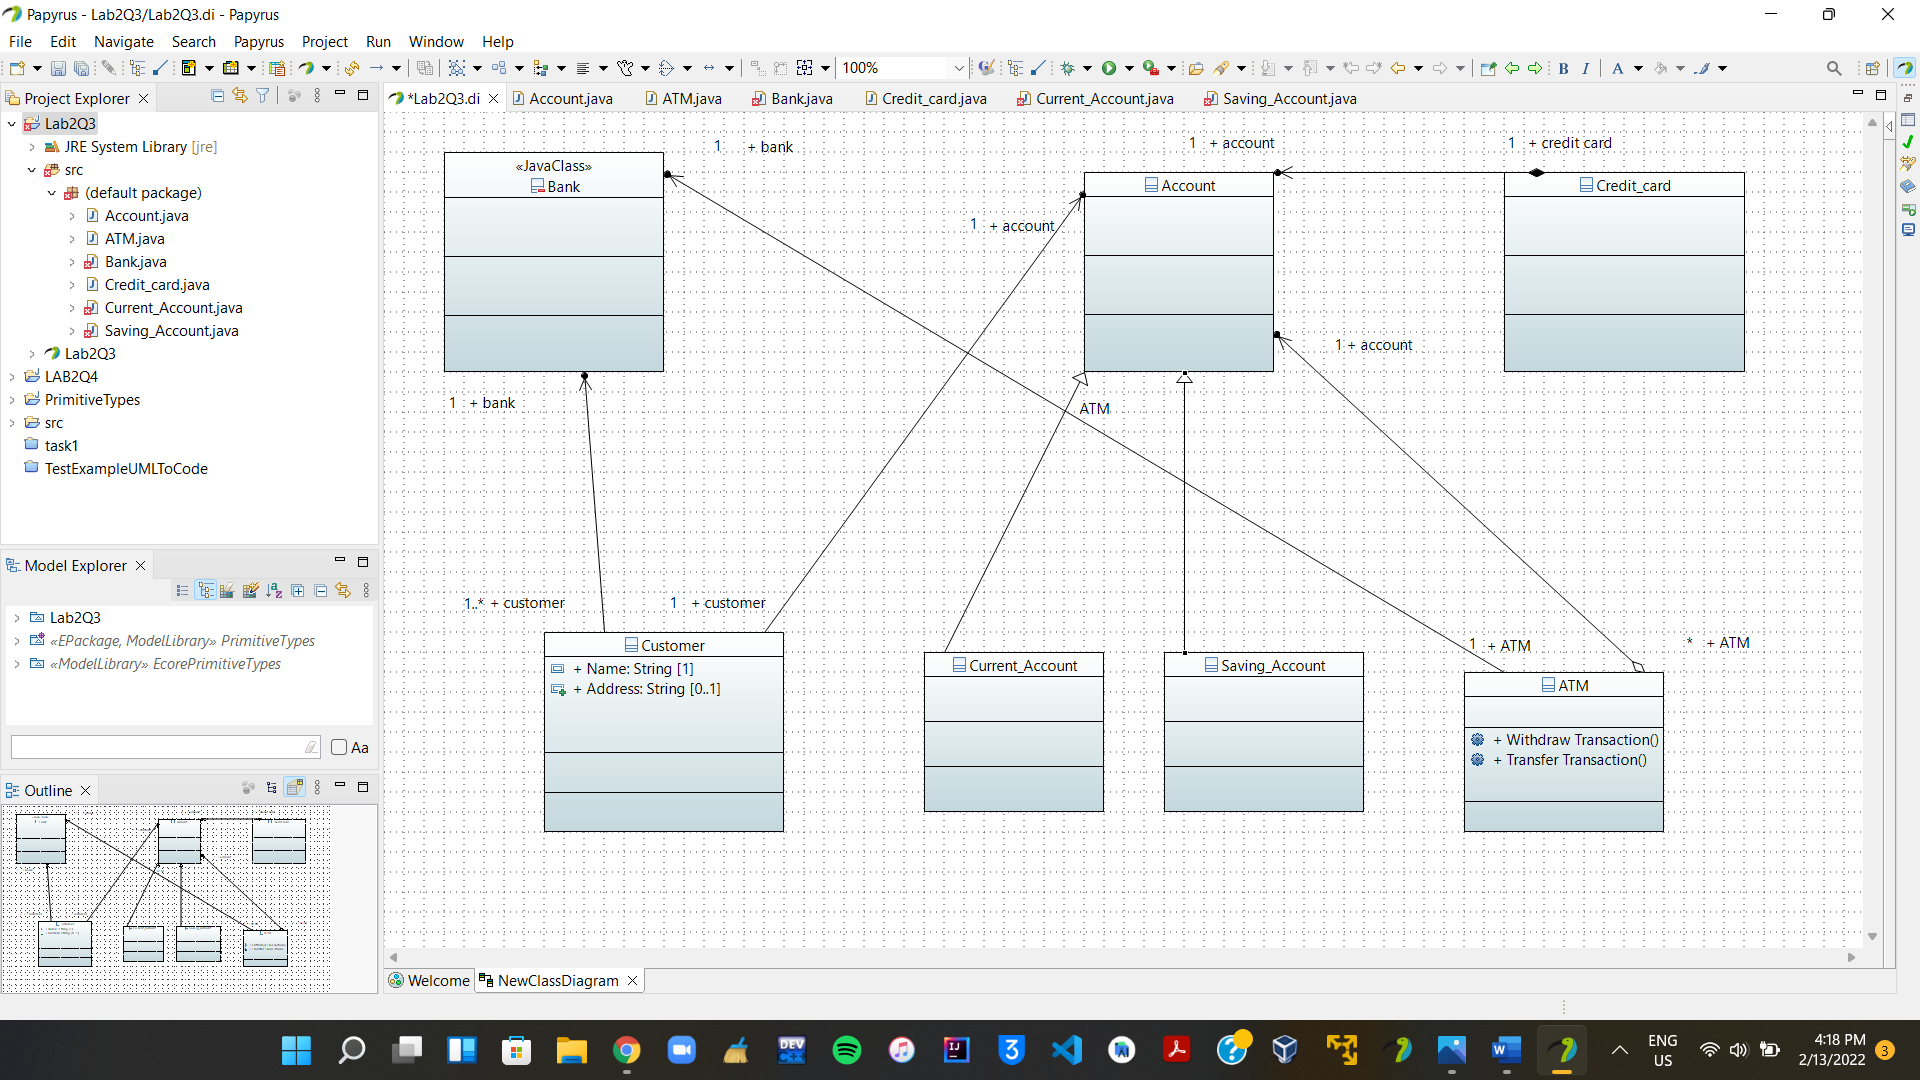 Papyrus - Lab2Q3/Lab2Q3.di - Papyrus
File Edit Navigate Search Papyrus Project Run Window Help
100%
B I A
Project Explorer
Lab2Q3
JRE System Library [jre]
src
(default package)
Account.java
ATM.java
Bank.java
Credit_card.java
Current_Account.java
Saving_Account.java
Lab2Q3
LAB2Q4
PrimitiveTypes
src
task1
TestExampleUMLToCode
Model Explorer
Lab2Q3
«EPackage, ModelLibrary» PrimitiveTypes
«ModelLibrary» EcorePrimitiveTypes
Aa
Outline
*Lab2Q3.di Account.java ATM.java Bank.java Credit_card.java Current_Account.java Saving_Account.java
1 + bank
1 + account
1 + credit card
«JavaClass»
Bank
Account
Credit_card
1 + account
1 + account
1 + bank
ATM
1..* + customer
1 + customer
1 + ATM
* + ATM
Customer
+ Name: String [1]
+ Address: String [0..1]
Current_Account
Saving_Account
ATM
+ Withdraw Transaction()
+ Transfer Transaction()
Welcome NewClassDiagram
DEV
IJ
3
W
ENG
US
4:18 PM
2/13/2022
3